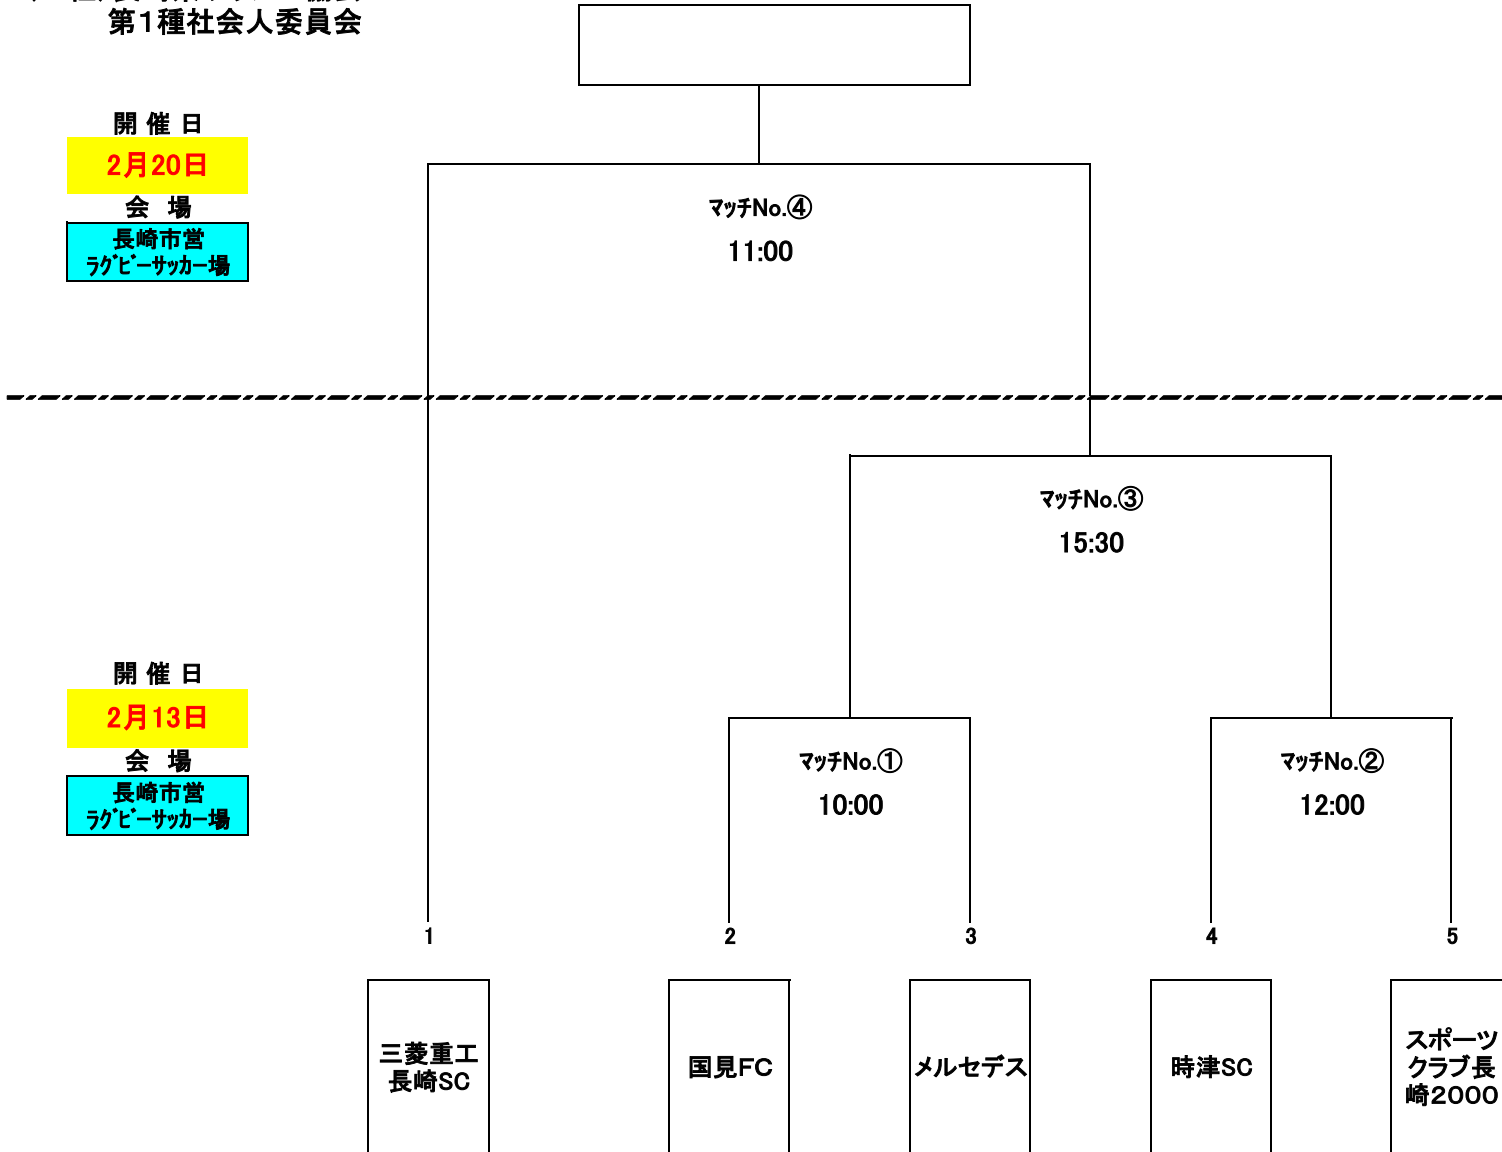 第1種社会人委員会
開 催 日
2月20日
会 場
長崎市営
ﾗｸﾞﾋﾞｰｻｯｶｰ場
ﾏｯﾁNo.④
11:00
ﾏｯﾁNo.③
15:30
開 催 日
2月13日
会 場
長崎市営
ﾗｸﾞﾋﾞｰｻｯｶｰ場
ﾏｯﾁNo.①
10:00
ﾏｯﾁNo.②
12:00
1
2
3
4
5
三菱重工
長崎SC
国見FC
メルセデス
時津SC
スポーツ
クラブ長
崎2000